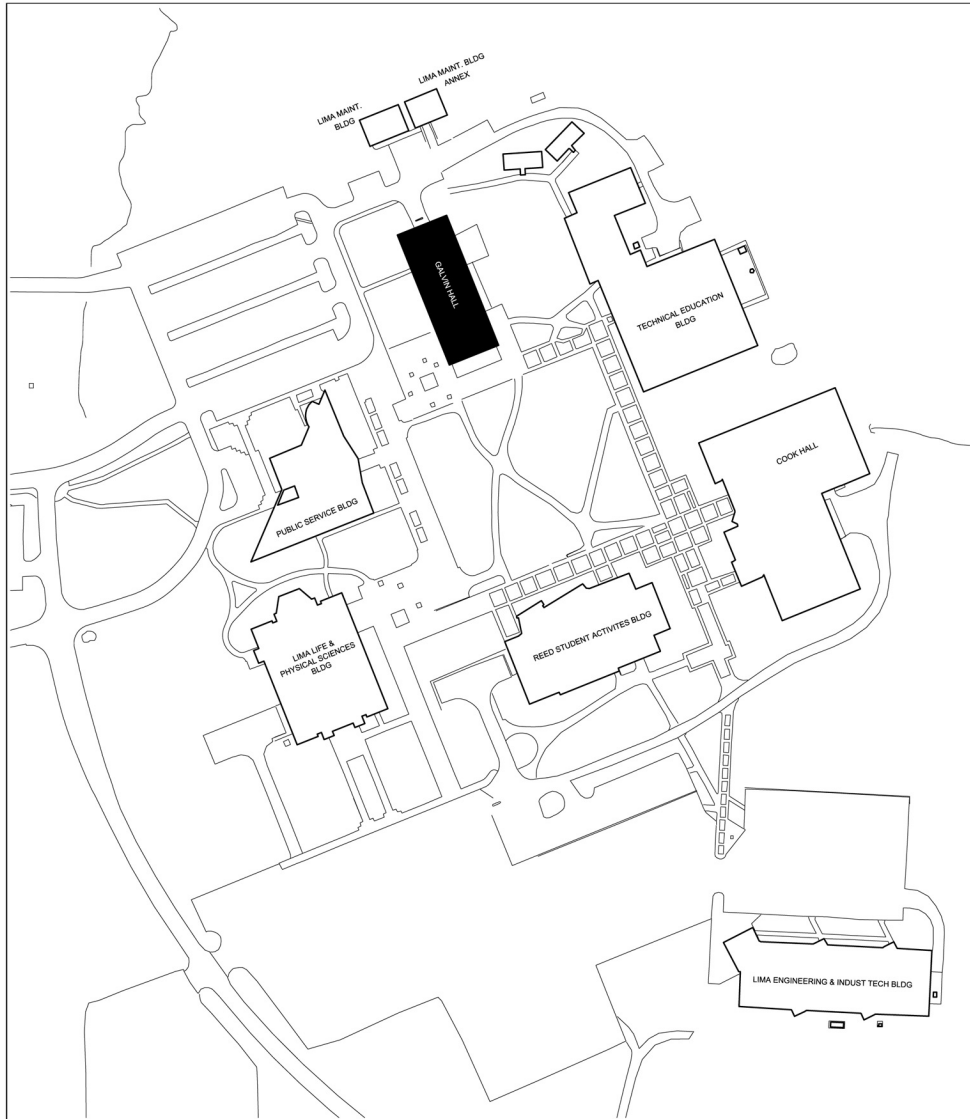 LIMA MAINT. BLDG
ANNEX
LIMA MAINT.
BLDG
GALVIN HALL
TECHNICAL EDUCATION
BLDG
COOK HALL
PUBLIC SERVICE BLDG
REED STUDENT ACTIVITES BLDG
LIMA LIFE &
PHYSICAL SCIENCES
BLDG
LIMA ENGINEERING & INDUST TECH BLDG